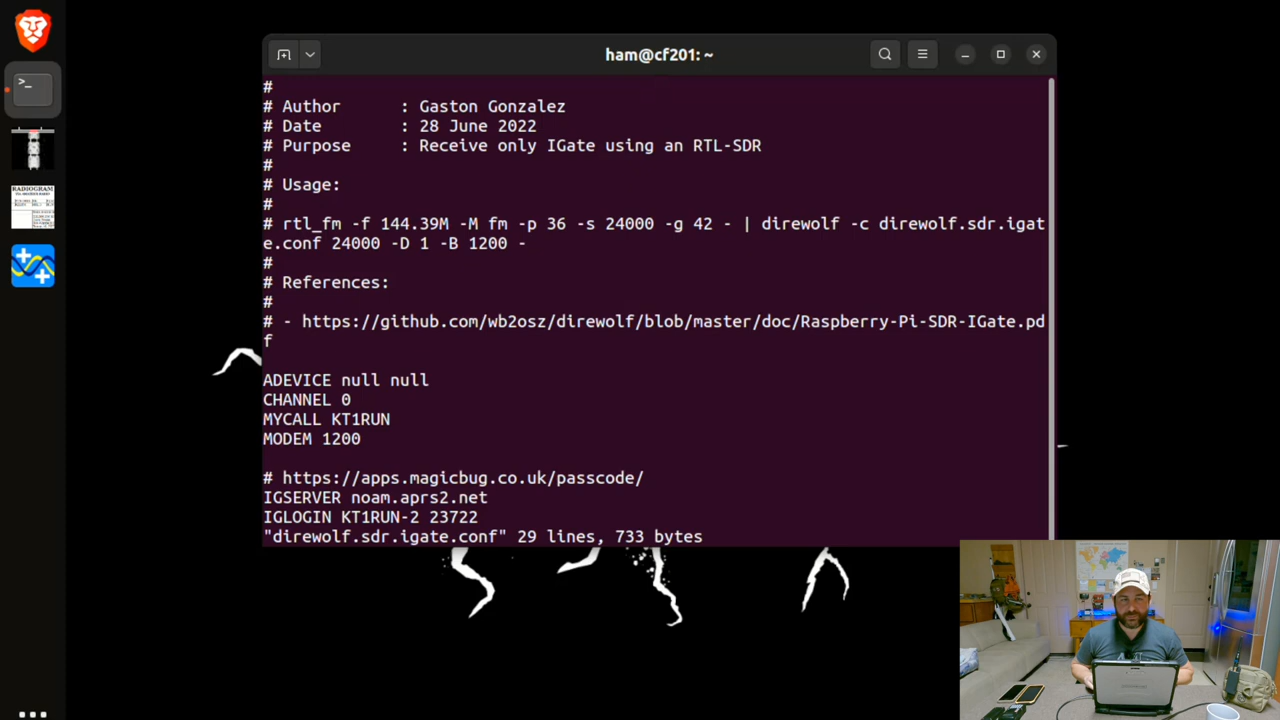 ham@cf201: ~
>_
#
# Author : Gaston Gonzalez
# Date : 28 June 2022
# Purpose : Receive only IGate using an RTL-SDR
#
# Usage:
#
# rtl_fm -f 144.39M -M fm -p 36 -s 24000 -g 42 - | direwolf -c direwolf.sdr.igat
e.conf 24000 -D 1 -B 1200 -
#
# References:
#
# - https://github.com/wb2osz/direwolf/blob/master/doc/Raspberry-Pi-SDR-IGate.pd
f
ADEVICE null null
CHANNEL 0
MYCALL KT1RUN
MODEM 1200
# https://apps.magicbug.co.uk/passcode/
IGSERVER noam.aprs2.net
IGLOGIN KT1RUN-2 23722
"direwolf.sdr.igate.conf" 29 lines, 733 bytes
RADIOGRAM